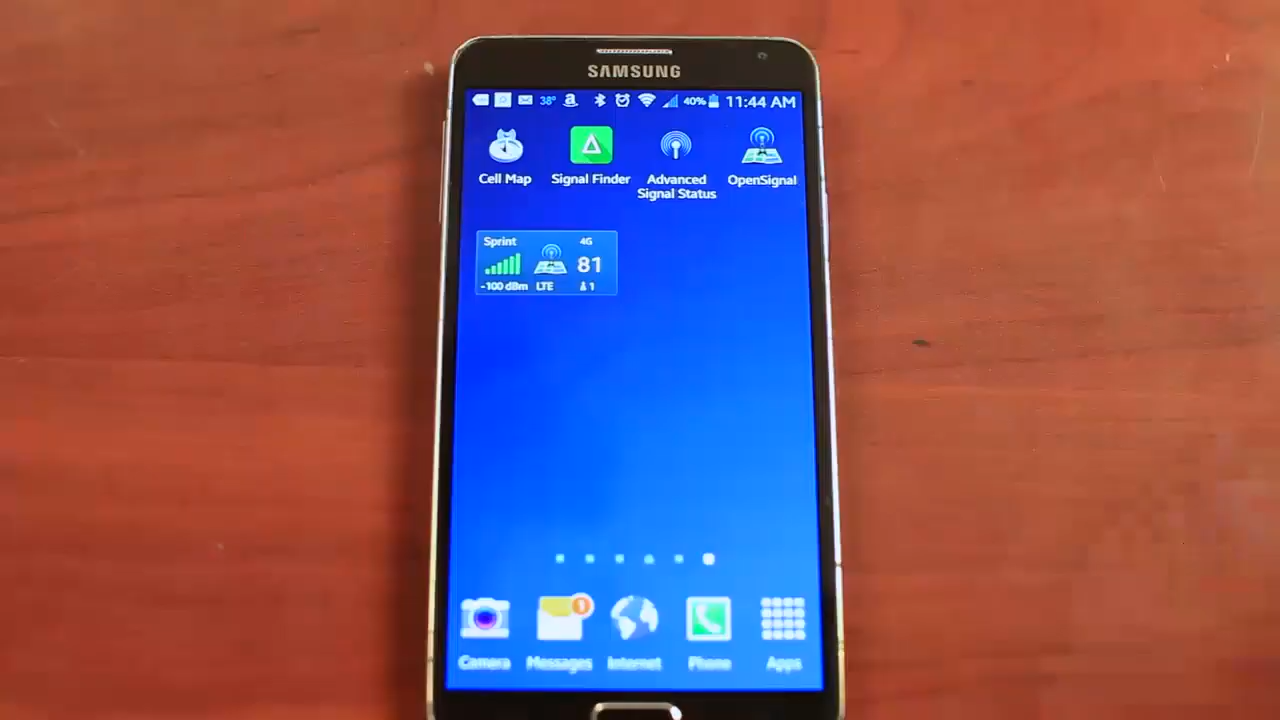 SAMSUNG
38° a 40% 11:44 AM
Cell Map Signal Finder Advanced Signal Status OpenSignal
Sprint 4G
81
-100 dBm LTE 1
1
Camera Messages Internet Phone Apps